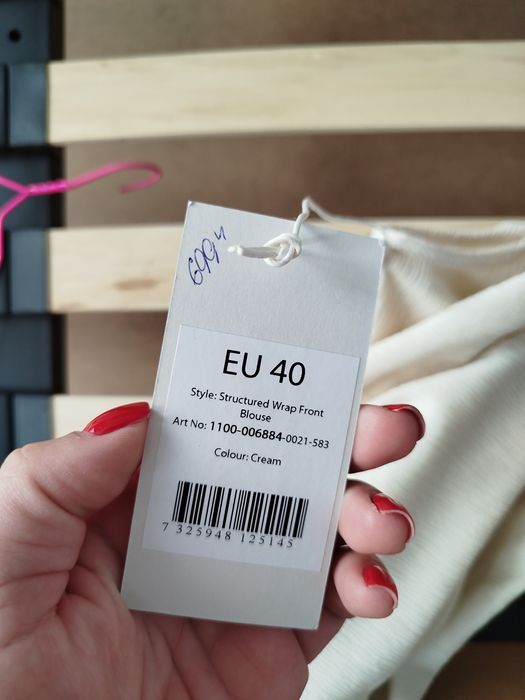 699
EU 40
Style: Structured Wrap Front
Blouse
Art No: 1100-006884-0021-583
Colour: Cream
7 325948 125145